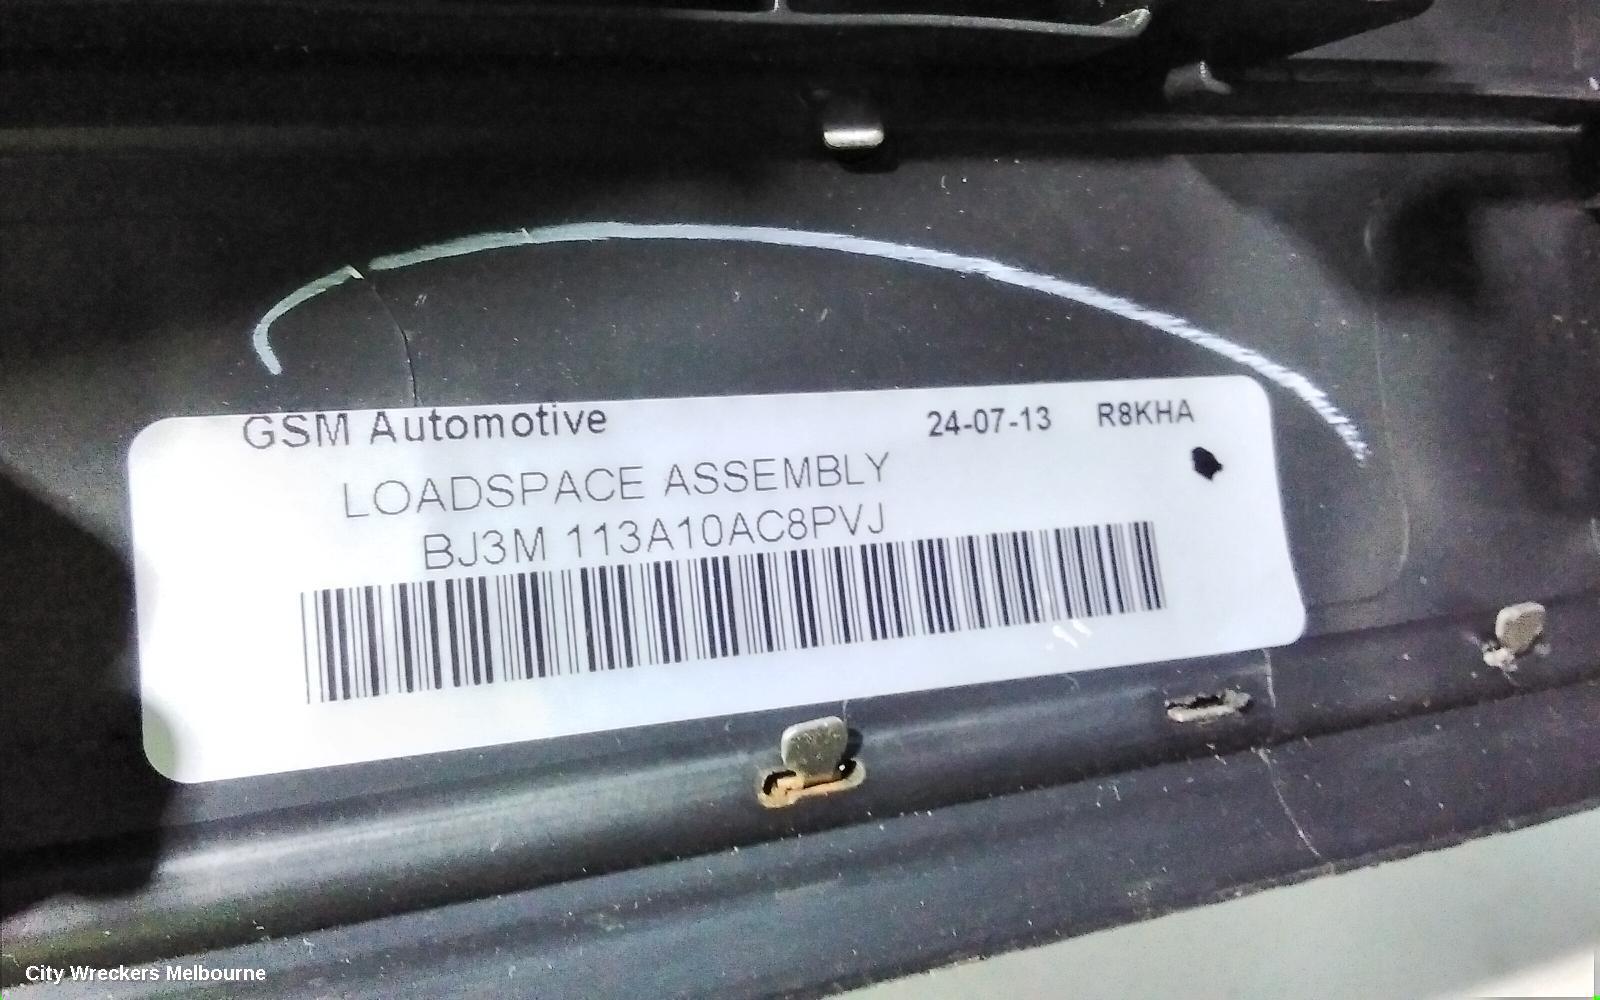 GSM Automotive 24-07-13 R8KHA
LOADSPACE ASSEMBLY
BJ3M 113A10AC8PVJ
City Wreckers Melbourne